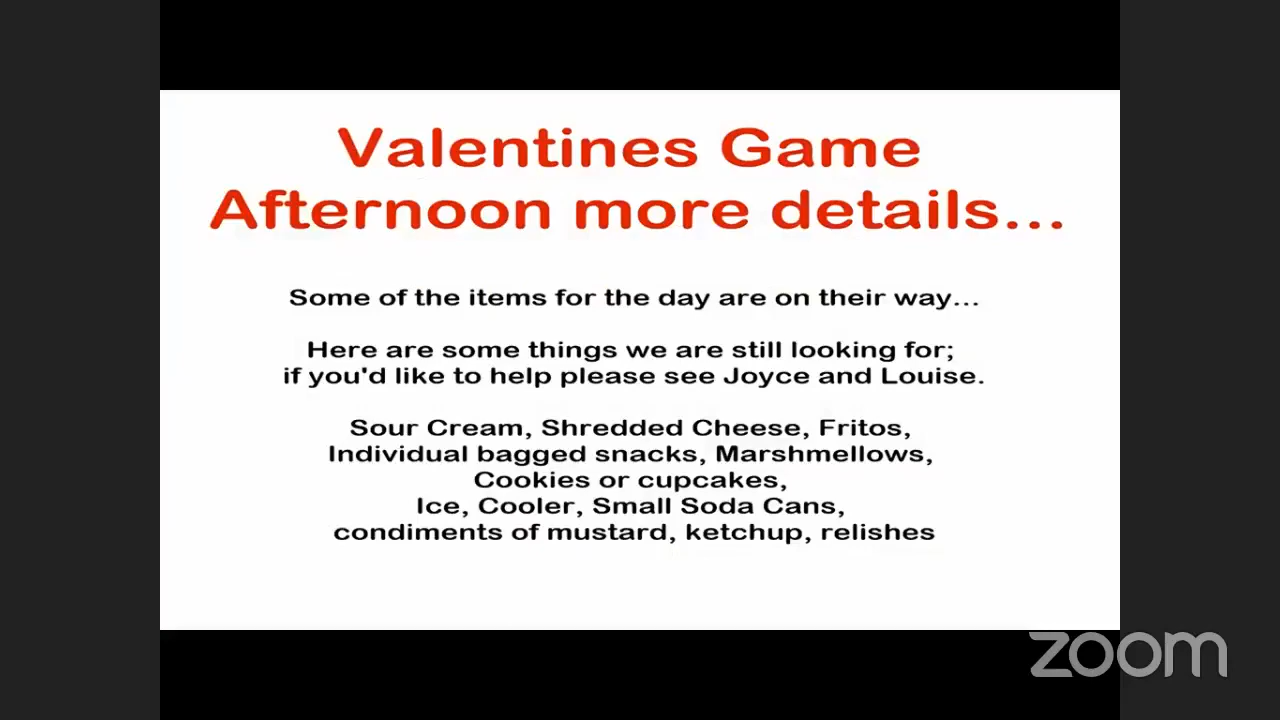 Valentines Game
Afternoon more details...
Some of the items for the day are on their way...
Here are some things we are still looking for;
if you'd like to help please see Joyce and Louise.
Sour Cream, Shredded Cheese, Fritos,
Individual bagged snacks, Marshmellows,
Cookies or cupcakes,
Ice, Cooler, Small Soda Cans,
condiments of mustard, ketchup, relishes
zoom